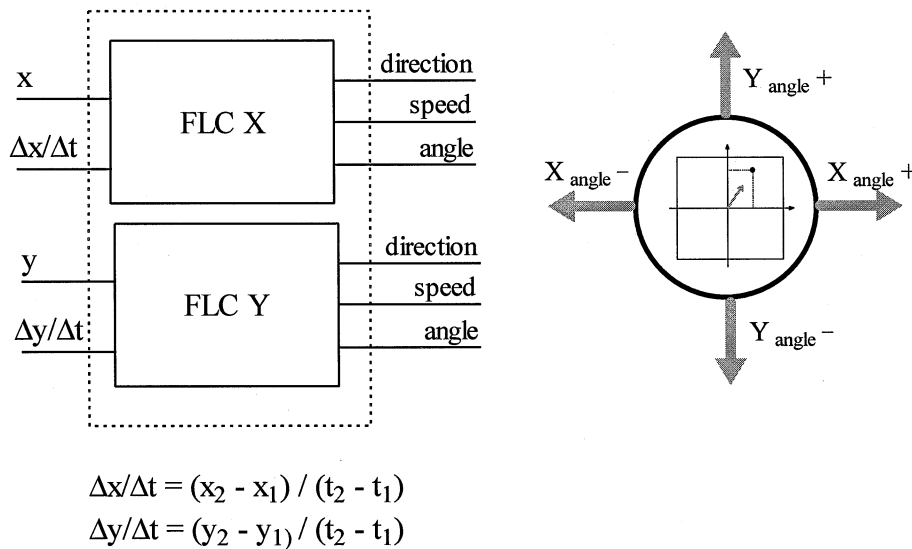 x
Δx/Δt
FLC X
direction
speed
angle
y
Δy/Δt
FLC Y
direction
speed
angle
Y angle +
X angle -
X angle +
Y angle -
Δx/Δt = (x2 - x1) / (t2 - t1)
Δy/Δt = (y2 - y1) / (t2 - t1)